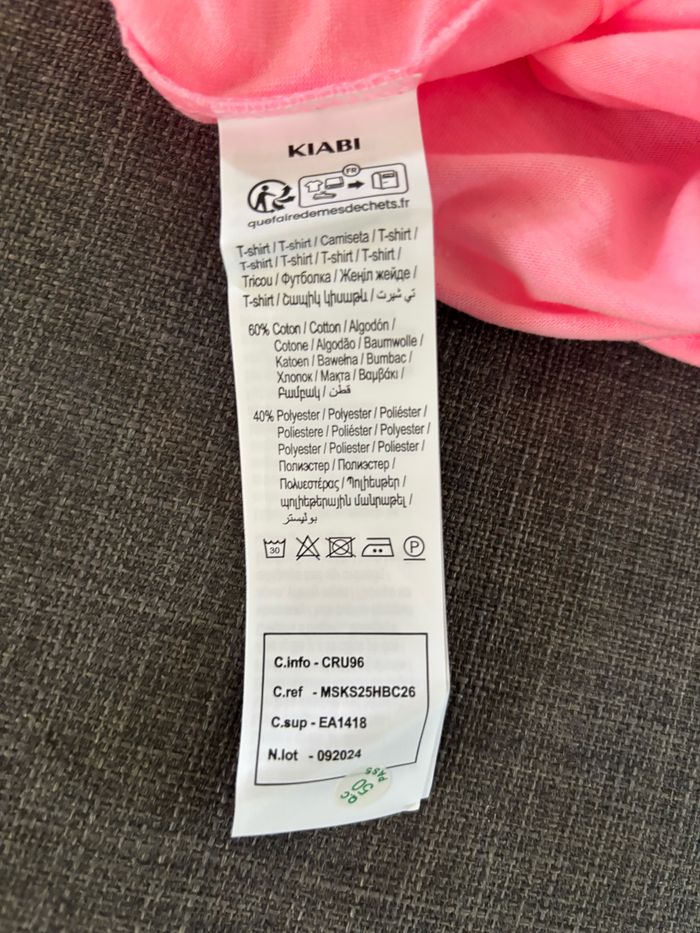 KIABI
FR
quefairedemesdechets.fr
T-shirt / T-shirt / Camiseta / T-shirt /
T-shirt / T-shirt / T-shirt / T-shirt /
Tricou / Футболка / Жеңіл жейде /
T-shirt / Շապիկ կիսաթև / تي شيرت
60% Coton / Cotton / Algodón /
Cotone / Algodão / Baumwolle /
Katoen / Bawełna / Bumbac /
Хлопок / Мақта / Βαμβάκι /
Բամբակ / قطن
40% Polyester / Polyester / Poliéster /
Poliestere / Poliéster / Polyester /
Polyester / Poliester / Poliester /
Полиэстер / Полиэстер /
Πολυεστέρας / Պոլիեսթեր /
պոլիեթերային մանրաթել /
بوليستر
30 P
C.info - CRU96
C.ref - MSKS25HBC26
C.sup - EA1418
N.lot - 092024
Q.C
50
PASS